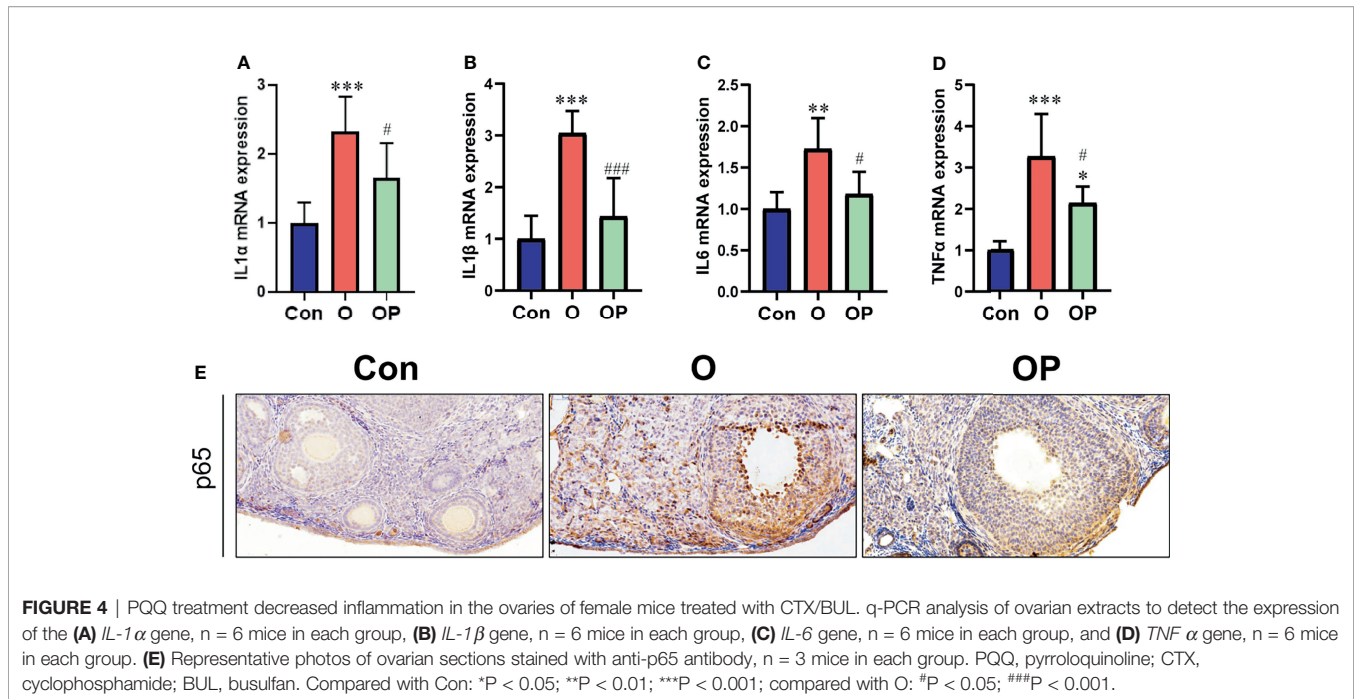 A
IL1α mRNA expression
3
2
1
0
***
#
Con O OP
B
IL1β mRNA expression
4
3
2
1
0
***
###
Con O OP
C
IL6 mRNA expression
2.5
2.0
1.5
1.0
0.5
0.0
**
#
Con O OP
D
TNFα mRNA expression
5
4
3
2
1
0
***
#
*
Con O OP
E
Con O OP
p65
FIGURE 4 | PQQ treatment decreased inflammation in the ovaries of female mice treated with CTX/BUL. q-PCR analysis of ovarian extracts to detect the expression
of the (A) IL-1α gene, n = 6 mice in each group, (B) IL-1β gene, n = 6 mice in each group, (C) IL-6 gene, n = 6 mice in each group, and (D) TNF α gene, n = 6 mice
in each group. (E) Representative photos of ovarian sections stained with anti-p65 antibody, n = 3 mice in each group. PQQ, pyrroloquinoline; CTX,
cyclophosphamide; BUL, busulfan. Compared with Con: *P < 0.05; **P < 0.01; ***P < 0.001; compared with O: #P < 0.05; ###P < 0.001.